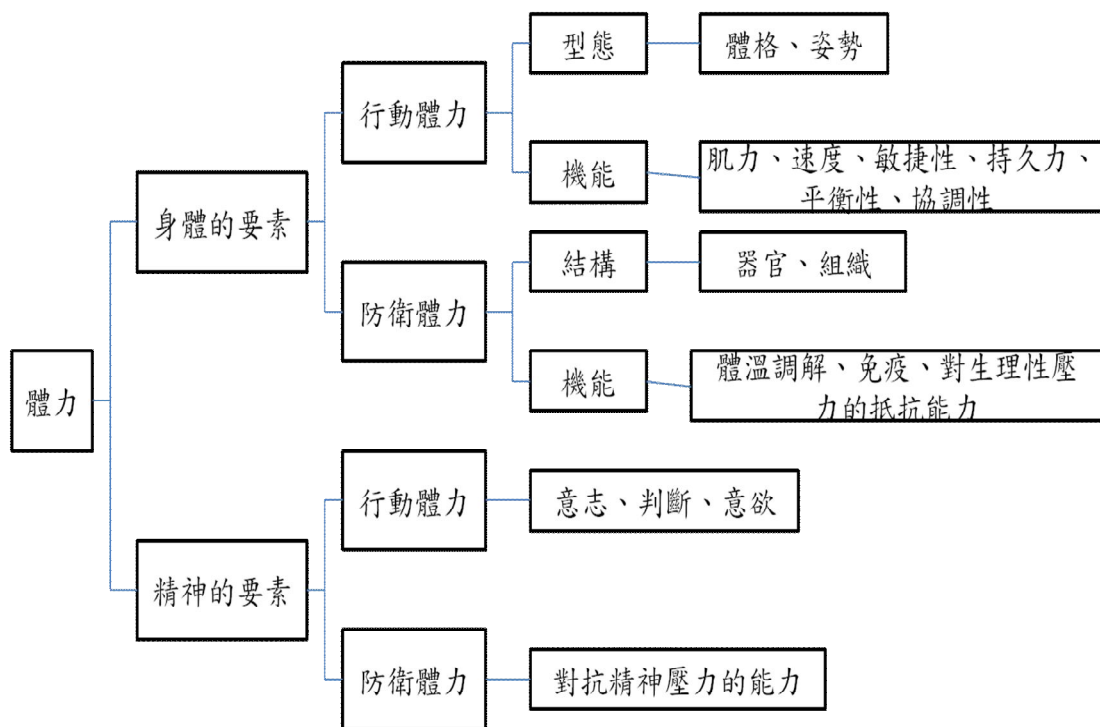 體力
身體的要素
行動體力
型態
體格、姿勢
機能
肌力、速度、敏捷性、持久力、
平衡性、協調性
防衛體力
結構
器官、組織
機能
體溫調解、免疫、對生理性壓
力的抵抗能力
精神的要素
行動體力
意志、判斷、意欲
防衛體力
對抗精神壓力的能力